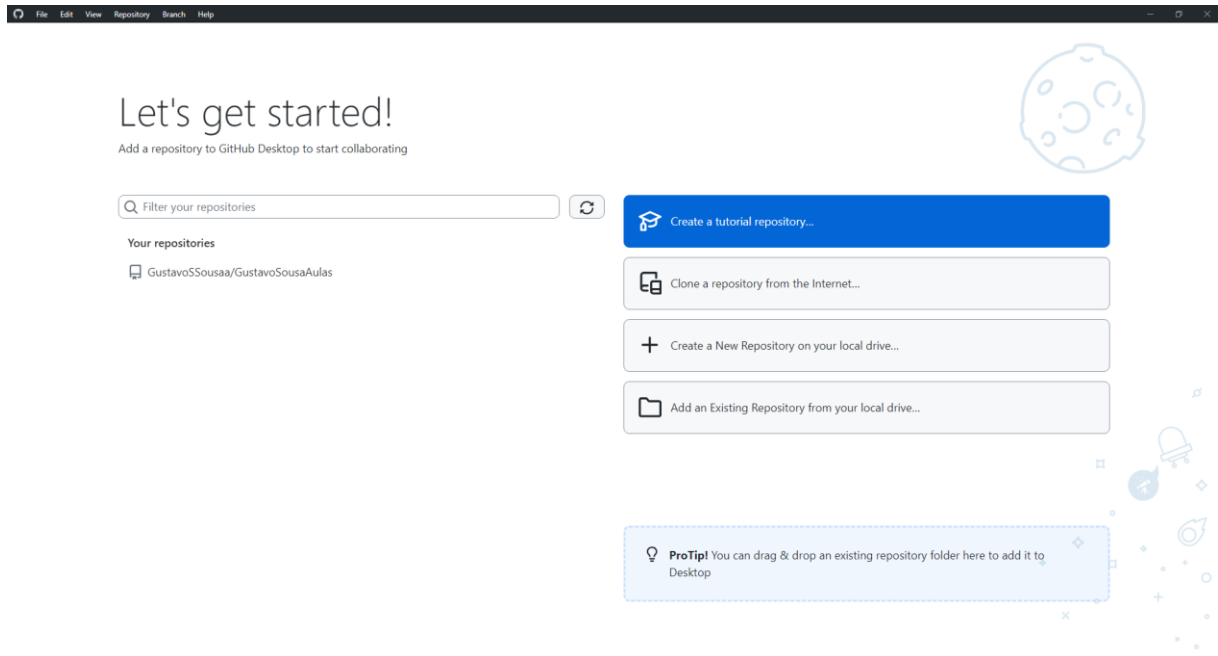 File Edit View Repository Branch Help
Let's get started!
Add a repository to GitHub Desktop to start collaborating
Filter your repositories
Your repositories
GustavoSSousaa/GustavoSousaAulas
Create a tutorial repository...
Clone a repository from the Internet...
Create a New Repository on your local drive...
Add an Existing Repository from your local drive...
ProTip! You can drag & drop an existing repository folder here to add it to
Desktop